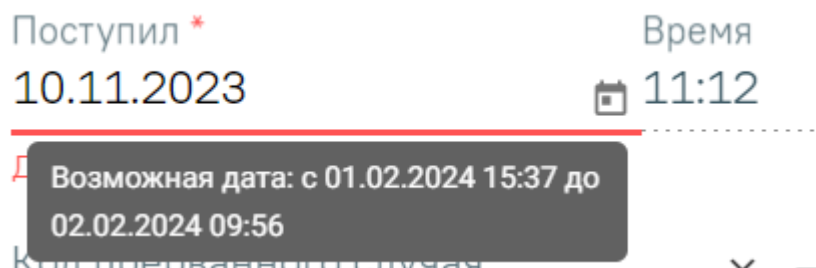 Поступил *
Время
10.11.2023
11:12
Возможная дата: с 01.02.2024 15:37 до
02.02.2024 09:56